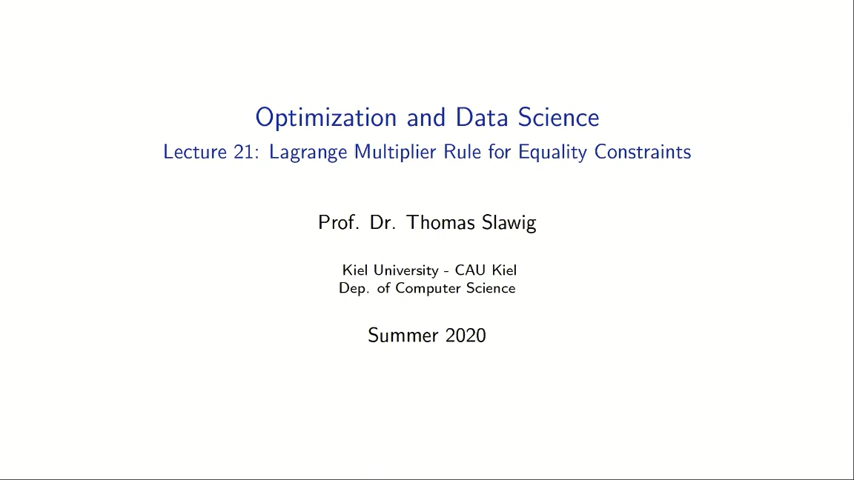 Optimization and Data Science
Lecture 21: Lagrange Multiplier Rule for Equality Constraints
Prof. Dr. Thomas Slawig
Kiel University - CAU Kiel
Dep. of Computer Science
Summer 2020